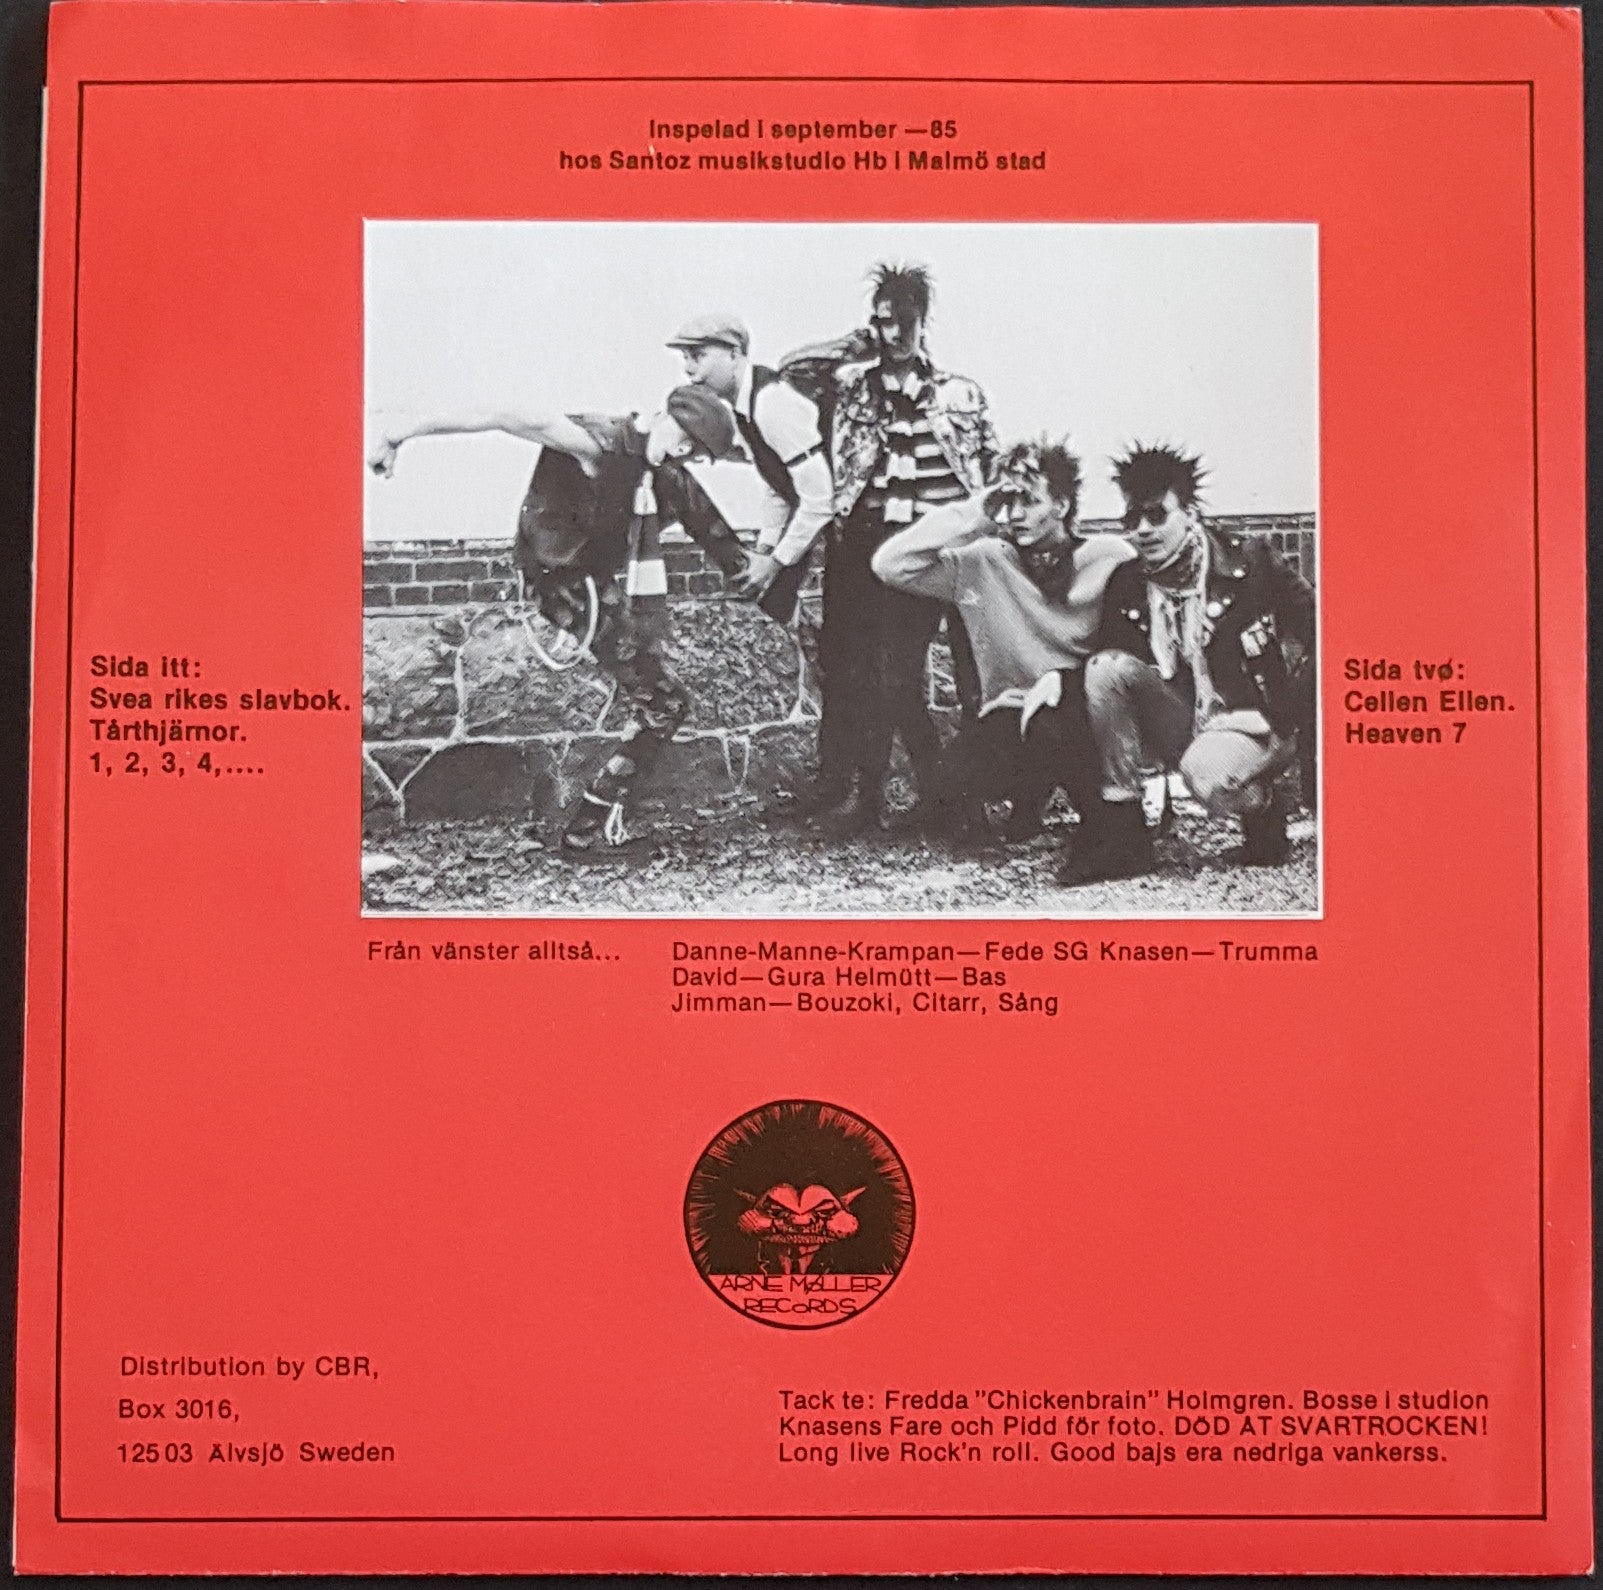 Inspelad i september —85
hos Santoz musikstudio Hb i Malmö stad
Sida itt:
Svea rikes slavbok.
Tårthjärnor.
1, 2, 3, 4,....
Sida tvø:
Cellen Ellen.
Heaven 7
Från vänster alltså... Danne-Manne-Krampan—Fede SG Knasen—Trumma
David—Gura Helmütt—Bas
Jimman—Bouzoki, Citarr, Sång
ARNE MØLLER
RECORDS
Distribution by CBR,
Box 3016,
125 03 Älvsjö Sweden
Tack te: Fredda "Chickenbrain" Holmgren. Bosse i studion
Knasens Fare och Pidd för foto. DÖD ÅT SVARTROCKEN!
Long live Rock'n roll. Good bajs era nedriga vankerss.